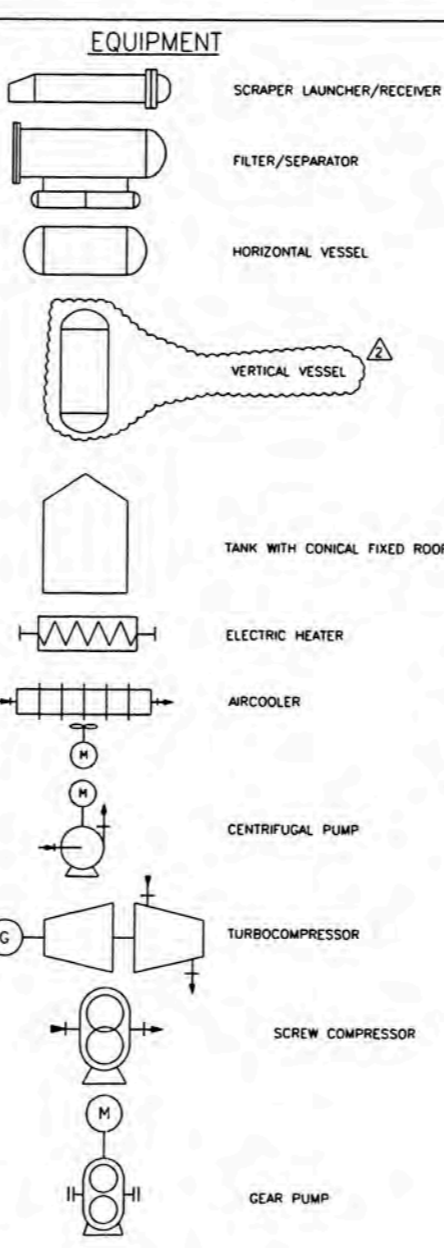 EQUIPMENT
SCRAPER LAUNCHER/RECEIVER
FILTER/SEPARATOR
HORIZONTAL VESSEL
2
VERTICAL VESSEL
TANK WITH CONICAL FIXED ROOF
ELECTRIC HEATER
AIRCOOLER
M
M
CENTRIFUGAL PUMP
G
TURBOCOMPRESSOR
SCREW COMPRESSOR
M
GEAR PUMP